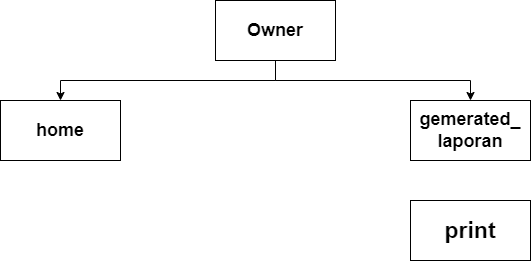 Owner
home
gemerated_
laporan
print